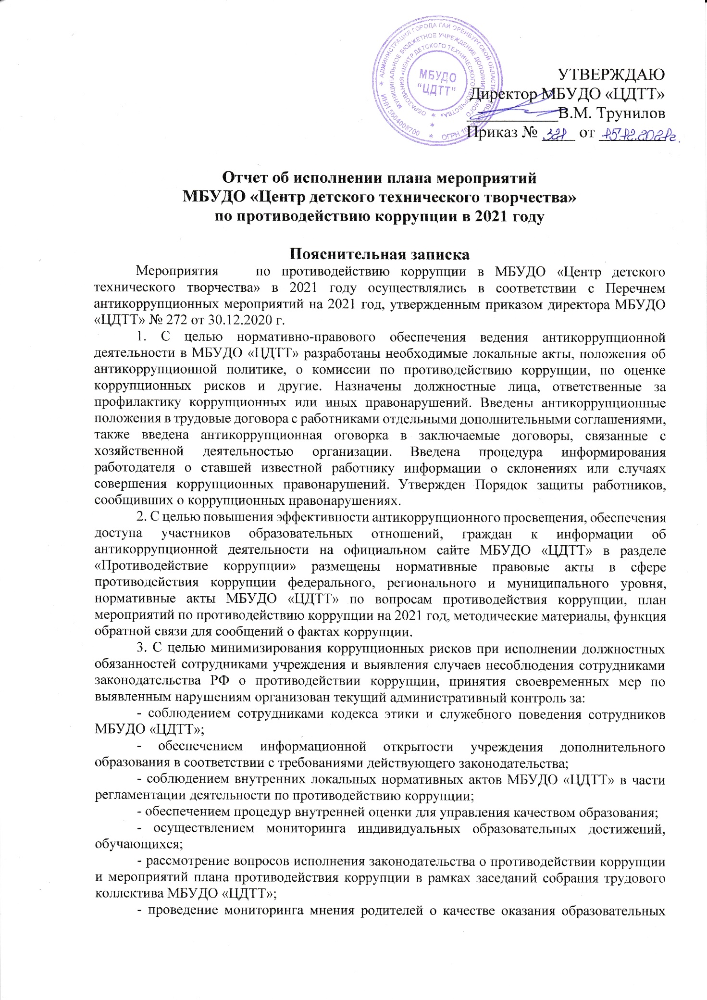 АДМИНИСТРАЦИЯ ГОРОДА ГАИ ОРЕНБУРГСКОЙ ОБЛАСТИ
ИНН 5604008700
ОГРН
МУНИЦИПАЛЬНОЕ БЮДЖЕТНОЕ УЧРЕЖДЕНИЕ ДОПОЛНИТЕЛЬНОГО
ОБРАЗОВАНИЯ «ЦЕНТР ДЕТСКОГО ТЕХНИЧЕСКОГО ТВОРЧЕСТВА»
МБУДО
"ЦДТТ"
УТВЕРЖДАЮ
Директор МБУДО «ЦДТТ»
___________В.М. Трунилов
Приказ № 321 от 15.12.2021г.
Отчет об исполнении плана мероприятий
МБУДО «Центр детского технического творчества»
по противодействию коррупции в 2021 году
Пояснительная записка
Мероприятия по противодействию коррупции в МБУДО «Центр детского
технического творчества» в 2021 году осуществлялись в соответствии с Перечнем
антикоррупционных мероприятий на 2021 год, утвержденным приказом директора МБУДО
«ЦДТТ» № 272 от 30.12.2020 г.
1. С целью нормативно-правового обеспечения ведения антикоррупционной
деятельности в МБУДО «ЦДТТ» разработаны необходимые локальные акты, положения об
антикоррупционной политике, о комиссии по противодействию коррупции, по оценке
коррупционных рисков и другие. Назначены должностные лица, ответственные за
профилактику коррупционных или иных правонарушений. Введены антикоррупционные
положения в трудовые договора с работниками отдельными дополнительными соглашениями,
также введена антикоррупционная оговорка в заключаемые договоры, связанные с
хозяйственной деятельностью организации. Введена процедура информирования
работодателя о ставшей известной работнику информации о склонениях или случаях
совершения коррупционных правонарушений. Утвержден Порядок защиты работников,
сообщивших о коррупционных правонарушениях.
2. С целью повышения эффективности антикоррупционного просвещения, обеспечения
доступа участников образовательных отношений, граждан к информации об
антикоррупционной деятельности на официальном сайте МБУДО «ЦДТТ» в разделе
«Противодействие коррупции» размещены нормативные правовые акты в сфере
противодействия коррупции федерального, регионального и муниципального уровня,
нормативные акты МБУДО «ЦДТТ» по вопросам противодействия коррупции, план
мероприятий по противодействию коррупции на 2021 год, методические материалы, функция
обратной связи для сообщений о фактах коррупции.
3. С целью минимизирования коррупционных рисков при исполнении должностных
обязанностей сотрудниками учреждения и выявления случаев несоблюдения сотрудниками
законодательства РФ о противодействии коррупции, принятия своевременных мер по
выявленным нарушениям организован текущий административный контроль за:
- соблюдением сотрудниками кодекса этики и служебного поведения сотрудников
МБУДО «ЦДТТ»;
- обеспечением информационной открытости учреждения дополнительного
образования в соответствии с требованиями действующего законодательства;
- соблюдением внутренних локальных нормативных актов МБУДО «ЦДТТ» в части
регламентации деятельности по противодействию коррупции;
- обеспечением процедур внутренней оценки для управления качеством образования;
- осуществлением мониторинга индивидуальных образовательных достижений,
обучающихся;
- рассмотрение вопросов исполнения законодательства о противодействии коррупции
и мероприятий плана противодействия коррупции в рамках заседаний собрания трудового
коллектива МБУДО «ЦДТТ»;
- проведение мониторинга мнения родителей о качестве оказания образовательных